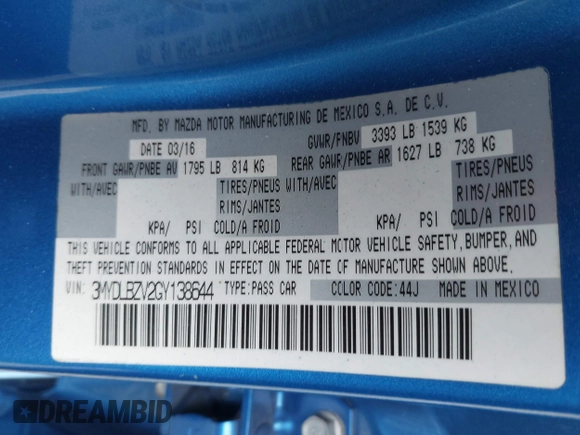 MFD. BY MAZDA MOTOR MANUFACTURING DE MEXICO S.A. DE C.V.
DATE 03/16 GVWR/PNBV 3393 LB 1539 KG
FRONT GAWR/PNBE AV 1795 LB 814 KG REAR GAWR/PNBE AR 1627 LB 738 KG
WITH/AVEC TIRES/PNEUS WITH/AVEC TIRES/PNEUS
RIMS/JANTES RIMS/JANTES
KPA/ PSI COLD/A FROID KPA/ PSI COLD/A FROID
THIS VEHICLE CONFORMS TO ALL APPLICABLE FEDERAL MOTOR VEHICLE SAFETY, BUMPER, AND
THEFT PREVENTION STANDARDS IN EFFECT ON THE DATE OF MANUFACTURE SHOWN ABOVE.
VIN: 3MYDLBZV2GY138644 TYPE:PASS CAR COLOR CODE:44J MADE IN MEXICO
DREAMBID